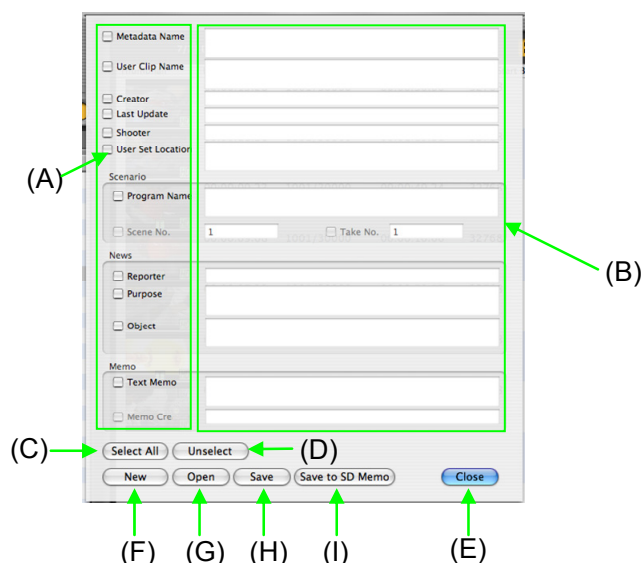 Metadata Name
User Clip Name
Creator
Last Update
Shooter
User Set Location
(A)
Scenario
Program Name
Scene No. 1 Take No. 1
(B)
News
Reporter
Purpose
Object
Memo
Text Memo
Memo Cre
(C) Select All Unselect (D)
New Open Save Save to SD Memo Close
(F) (G) (H) (I) (E)